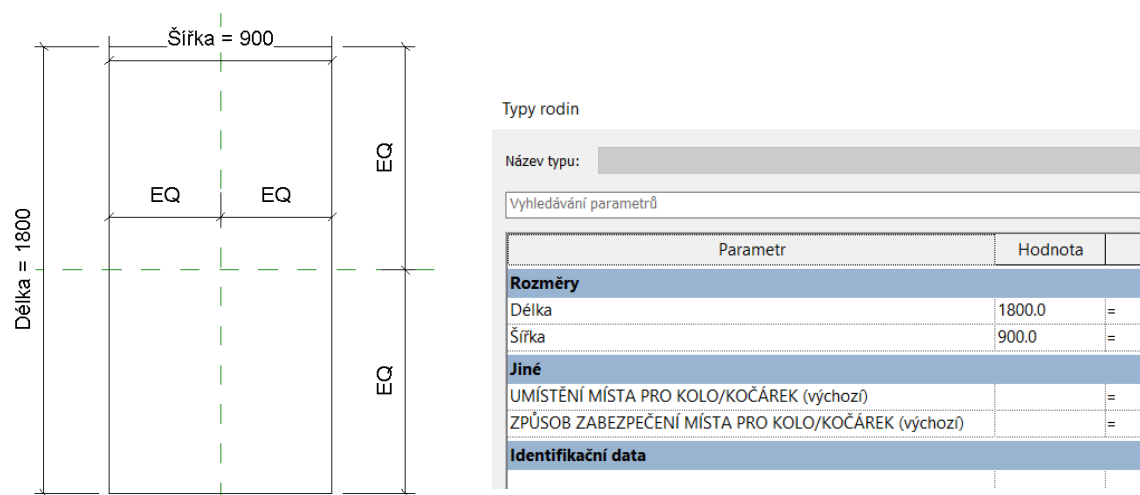 Šířka = 900
EQ
EQ
EQ
Délka = 1800
EQ
Typy rodin
Název typu:
Vyhledávání parametrů
Parametr Hodnota
Rozměry
Délka 1800.0 =
Šířka 900.0 =
Jiné
UMÍSTĚNÍ MÍSTA PRO KOLO/KOČÁREK (výchozí) =
ZPŮSOB ZABEZPEČENÍ MÍSTA PRO KOLO/KOČÁREK (výchozí) =
Identifikační data